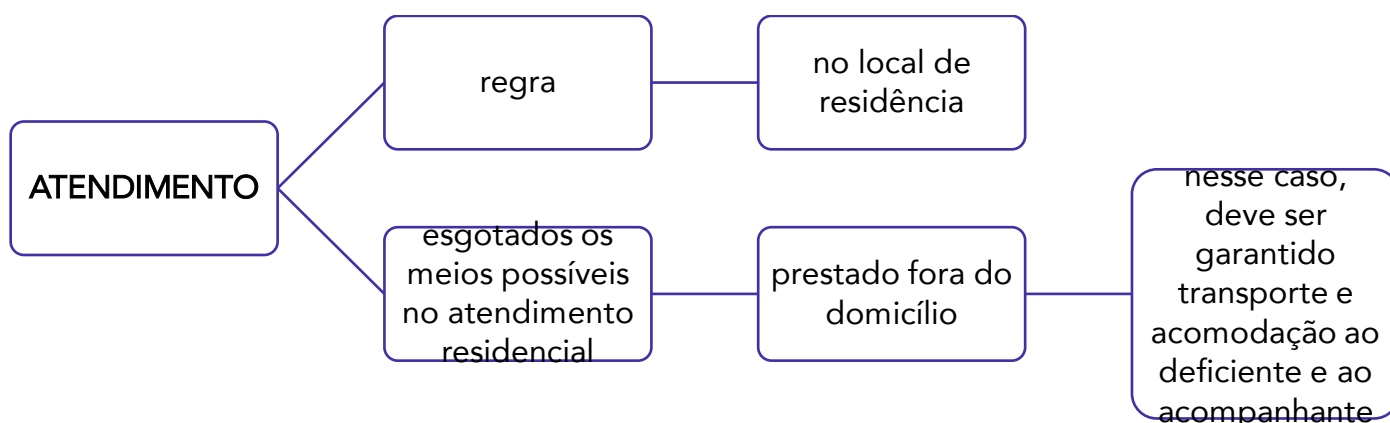 ATENDIMENTO
regra
no local de
residência
esgotados os
meios possíveis
no atendimento
residencial
prestado fora do
domicílio
nesse caso,
deve ser
garantido
transporte e
acomodação ao
deficiente e ao
acompanhante